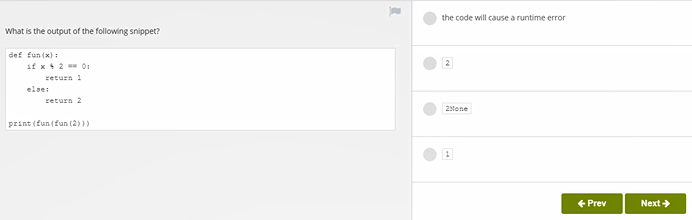 What is the output of the following snippet?
def fun(x):
    if x % 2 == 0:
        return 1
    else:
        return 2
print(fun(fun(2)))
the code will cause a runtime error
2
2None
1
← Prev
Next →